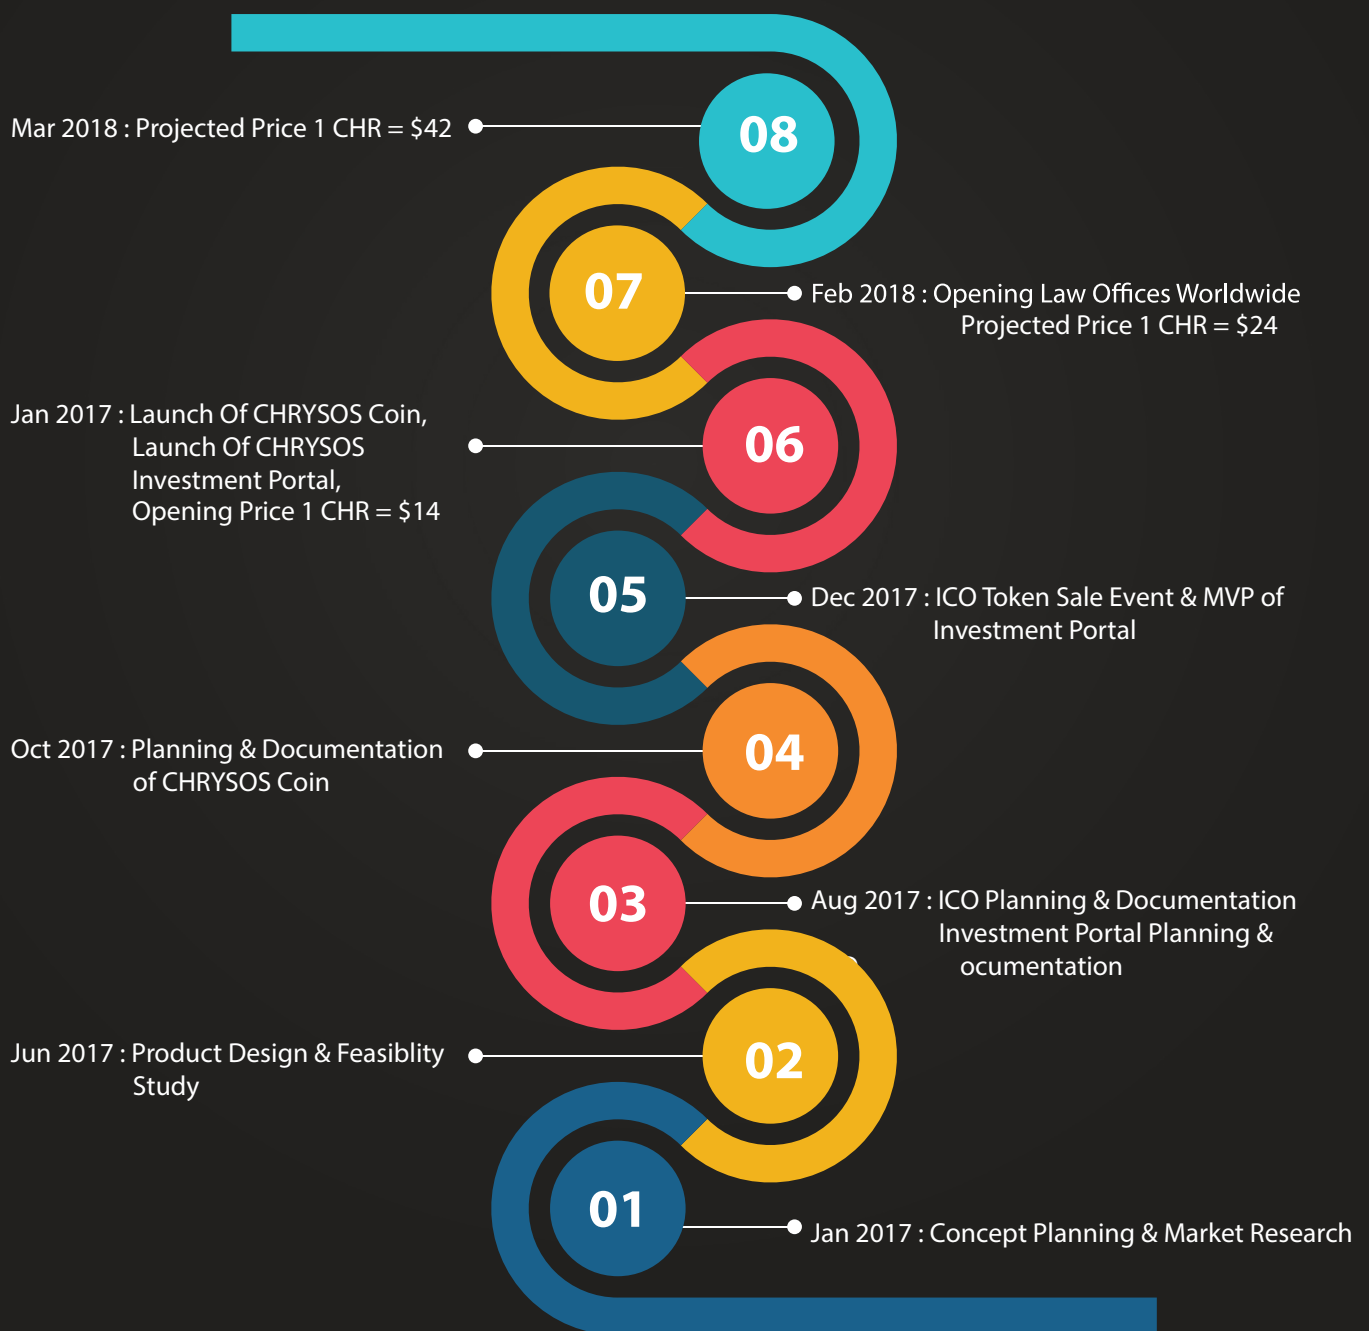 08
Mar 2018 : Projected Price 1 CHR = $42
07
Feb 2018 : Opening Law Offices Worldwide
Projected Price 1 CHR = $24
06
Jan 2017 : Launch Of CHRYSOS Coin,
Launch Of CHRYSOS
Investment Portal,
Opening Price 1 CHR = $14
05
Dec 2017 : ICO Token Sale Event & MVP of
Investment Portal
04
Oct 2017 : Planning & Documentation
of CHRYSOS Coin
03
Aug 2017 : ICO Planning & Documentation
Investment Portal Planning &
ocumentation
02
Jun 2017 : Product Design & Feasiblity
Study
01
Jan 2017 : Concept Planning & Market Research